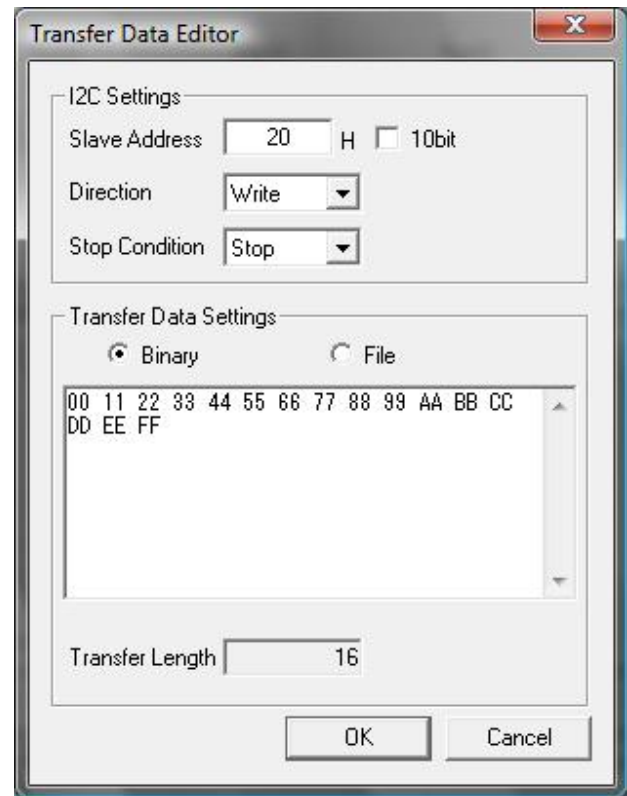 Transfer Data Editor
I2C Settings
Slave Address 20 H 10bit
Direction Write
Stop Condition Stop
Transfer Data Settings
Binary File
00 11 22 33 44 55 66 77 88 99 AA BB CC
DD EE FF
Transfer Length 16
OK Cancel